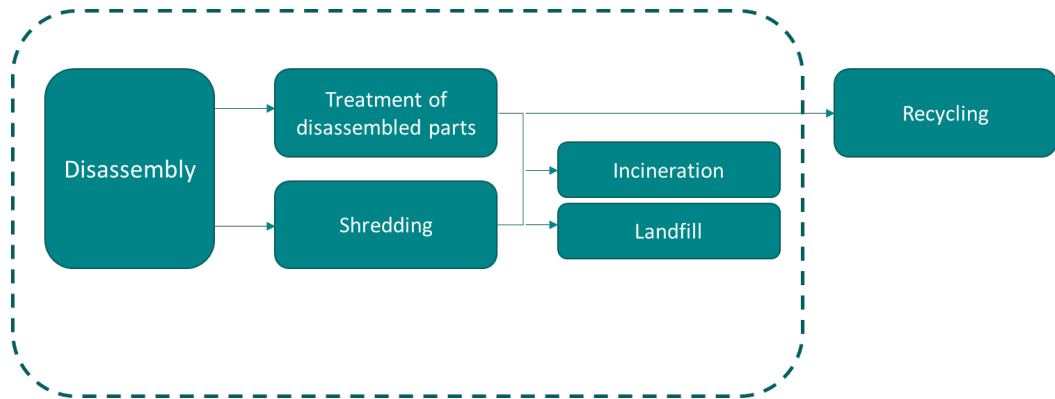 Disassembly
Treatment of
disassembled parts
Shredding
Incineration
Landfill
Recycling